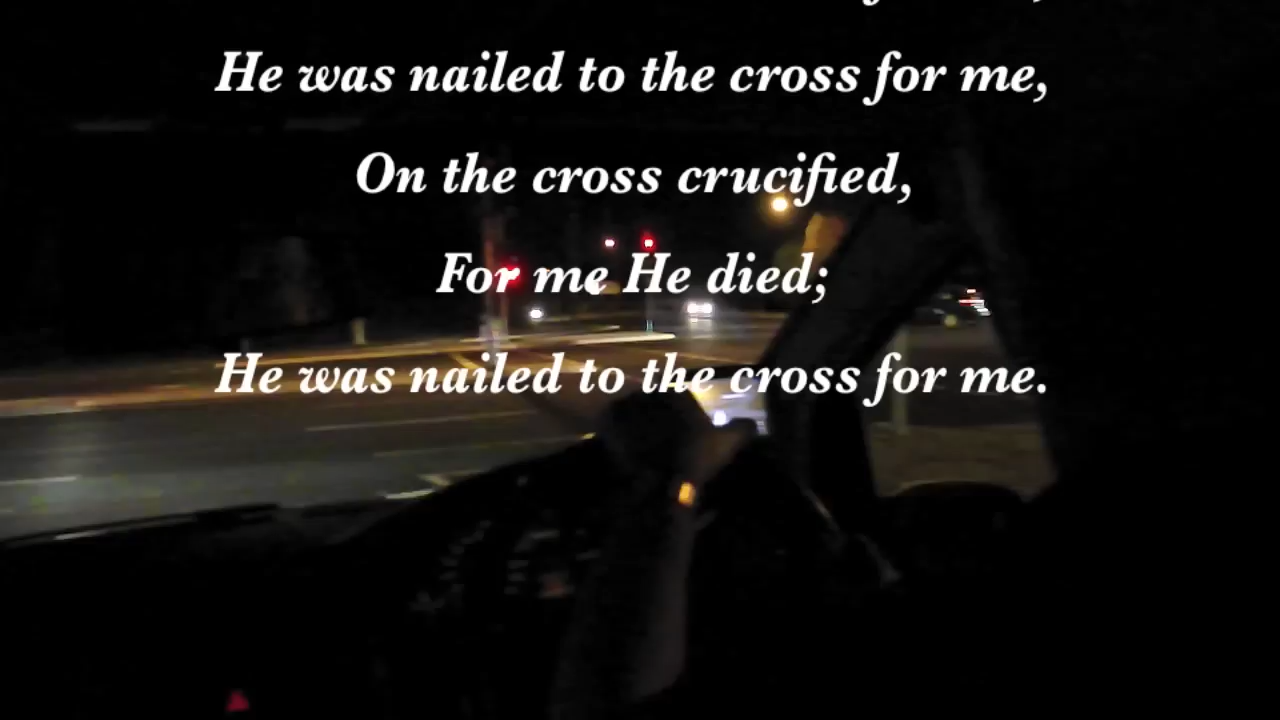 He was nailed to the cross for me,
On the cross crucified,
For me He died;
He was nailed to the cross for me.